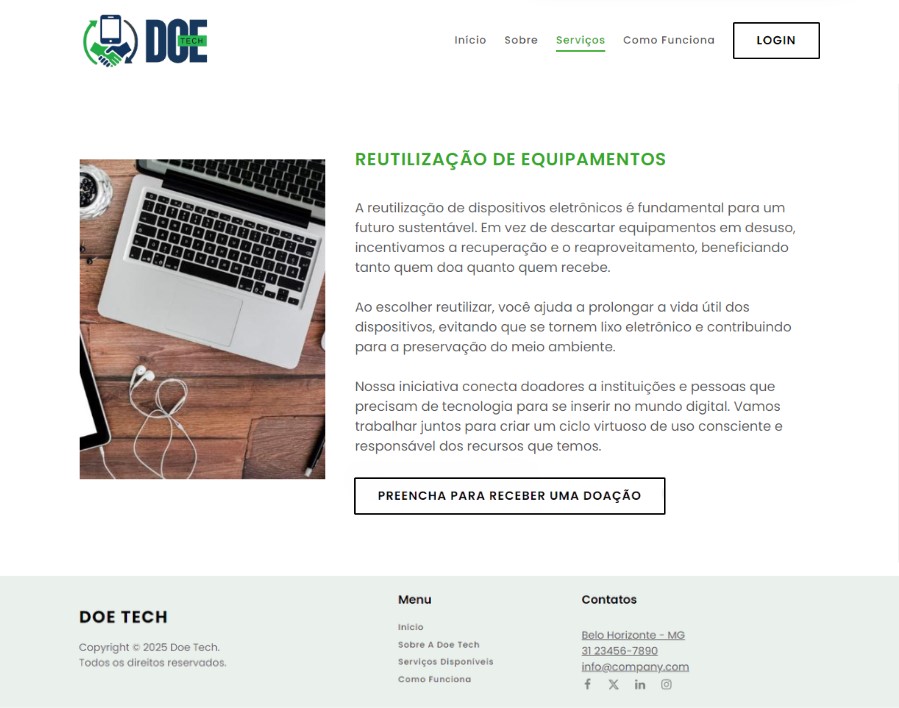 DOE
TECH
Início
Sobre
Serviços
Como Funciona
LOGIN
REUTILIZAÇÃO DE EQUIPAMENTOS
A reutilização de dispositivos eletrônicos é fundamental para um
futuro sustentável. Em vez de descartar equipamentos em desuso,
incentivamos a recuperação e o reaproveitamento, beneficiando
tanto quem doa quanto quem recebe.
Ao escolher reutilizar, você ajuda a prolongar a vida útil dos
dispositivos, evitando que se tornem lixo eletrônico e contribuindo
para a preservação do meio ambiente.
Nossa iniciativa conecta doadores a instituições e pessoas que
precisam de tecnologia para se inserir no mundo digital. Vamos
trabalhar juntos para criar um ciclo virtuoso de uso consciente e
responsável dos recursos que temos.
PREENCHA PARA RECEBER UMA DOAÇÃO
DOE TECH
Copyright © 2025 Doe Tech.
Todos os direitos reservados.
Menu
Início
Sobre A Doe Tech
Serviços Disponíveis
Como Funciona
Contatos
Belo Horizonte - MG
31 23456-7890
info@company.com